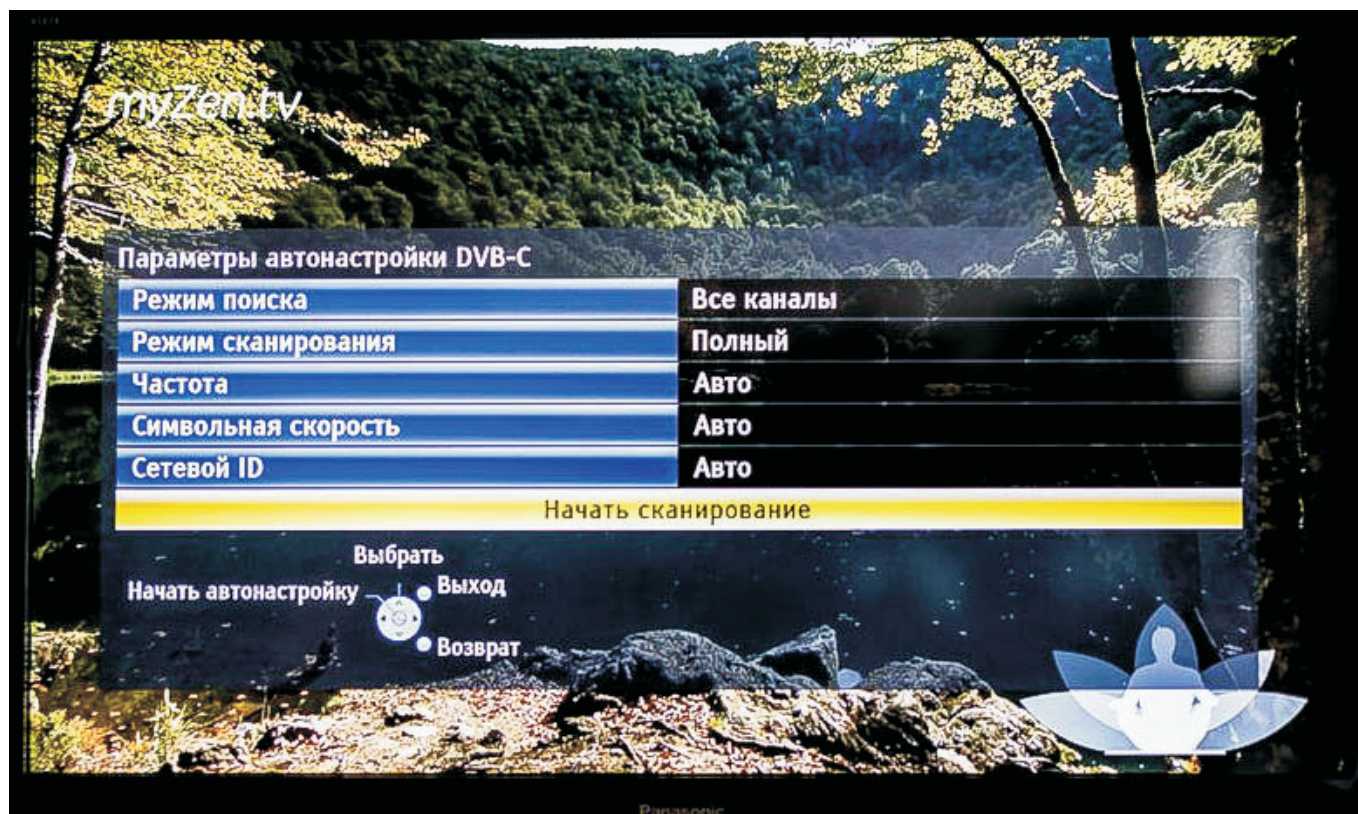 myZen.tv
Параметры автонастройки DVB-C
Режим поиска Все каналы
Режим сканирования Полный
Частота Авто
Символьная скорость Авто
Сетевой ID Авто
Начать сканирование
Выбрать
Начать автонастройку Выход
Возврат
Panasonic